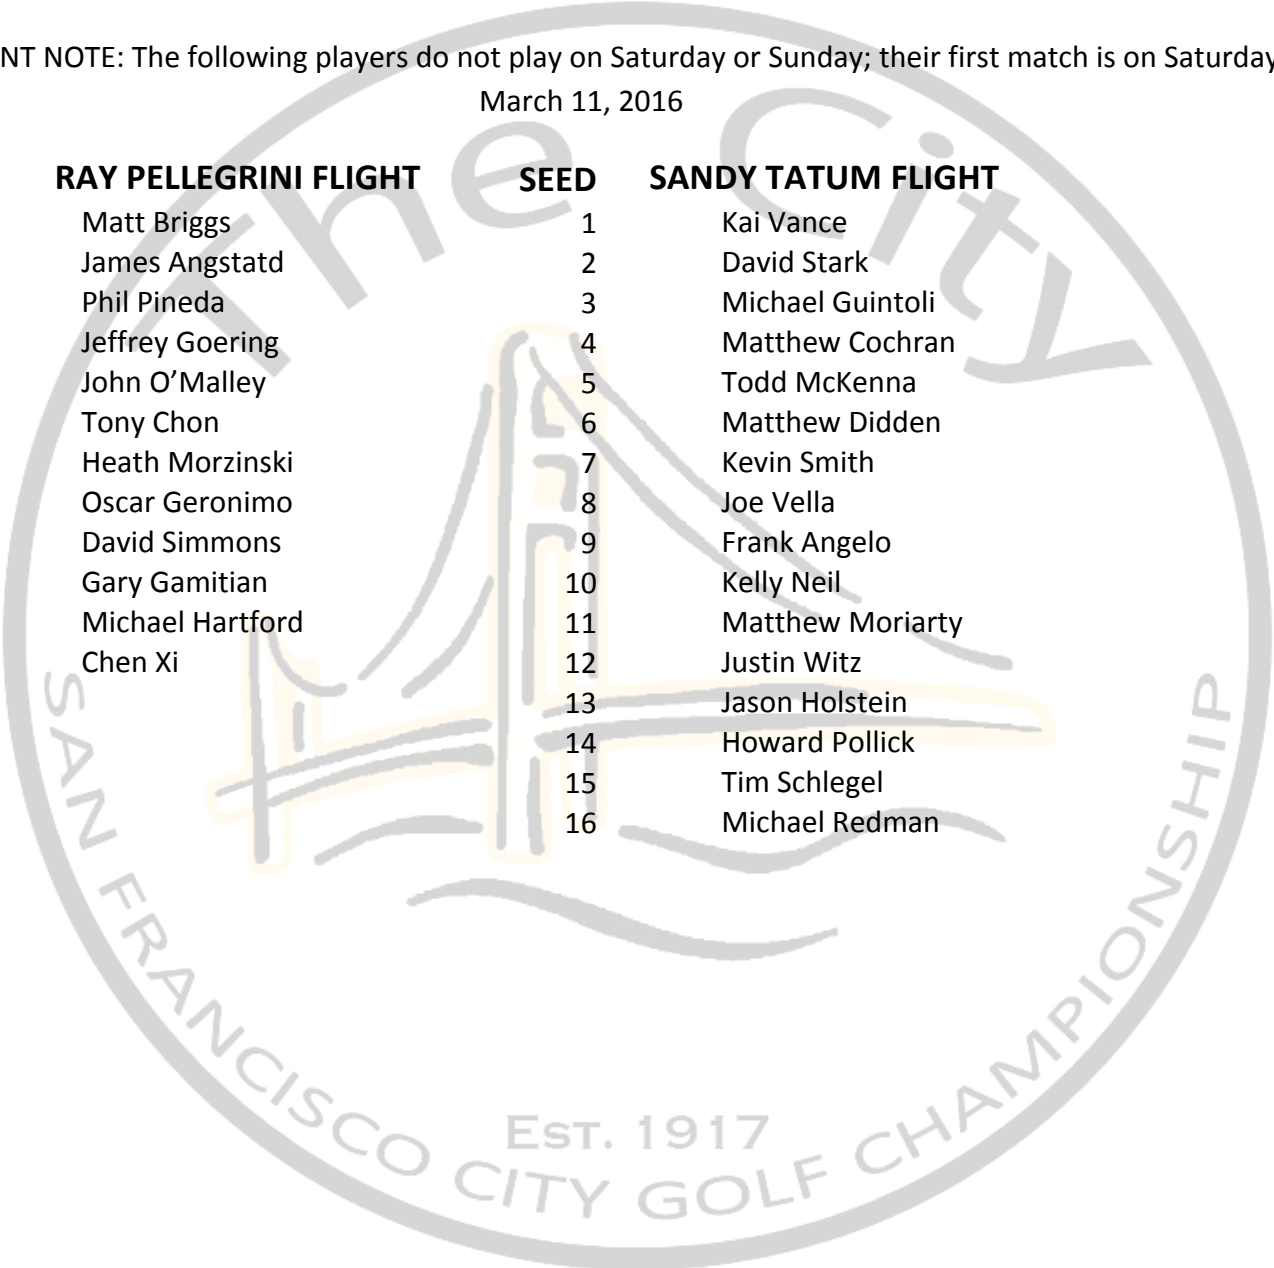 NT NOTE: The following players do not play on Saturday or Sunday; their first match is on Saturday
March 11, 2016
RAY PELLEGRINI FLIGHT SEED SANDY TATUM FLIGHT
Matt Briggs 1 Kai Vance
James Angstatd 2 David Stark
Phil Pineda 3 Michael Guintoli
Jeffrey Goering 4 Matthew Cochran
John O’Malley 5 Todd McKenna
Tony Chon 6 Matthew Didden
Heath Morzinski 7 Kevin Smith
Oscar Geronimo 8 Joe Vella
David Simmons 9 Frank Angelo
Gary Gamitian 10 Kelly Neil
Michael Hartford 11 Matthew Moriarty
Chen Xi 12 Justin Witz
13 Jason Holstein
14 Howard Pollick
15 Tim Schlegel
16 Michael Redman
The City
EST. 1917
SAN FRANCISCO CITY GOLF CHAMPIONSHIP